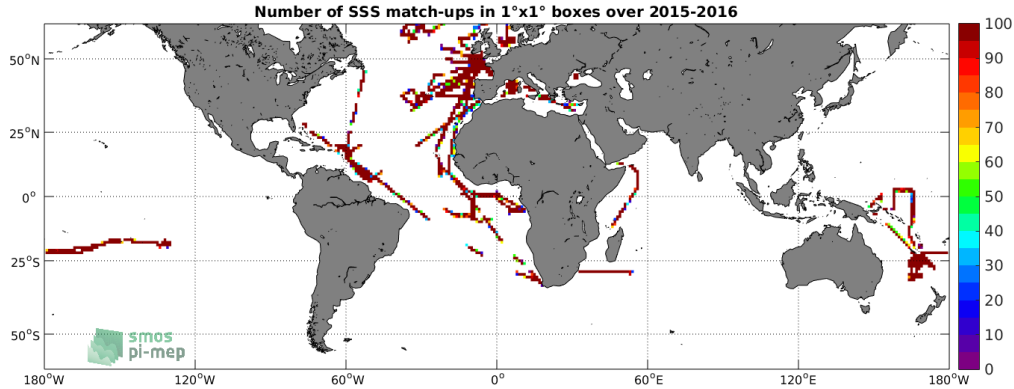 Number of SSS match-ups in 1°x1° boxes over 2015-2016
50°N
25°N
0°
25°S
50°S
180°W
120°W
60°W
0°
60°E
120°E
180°W
100
90
80
70
60
50
40
30
20
10
0
smos
pi-mep